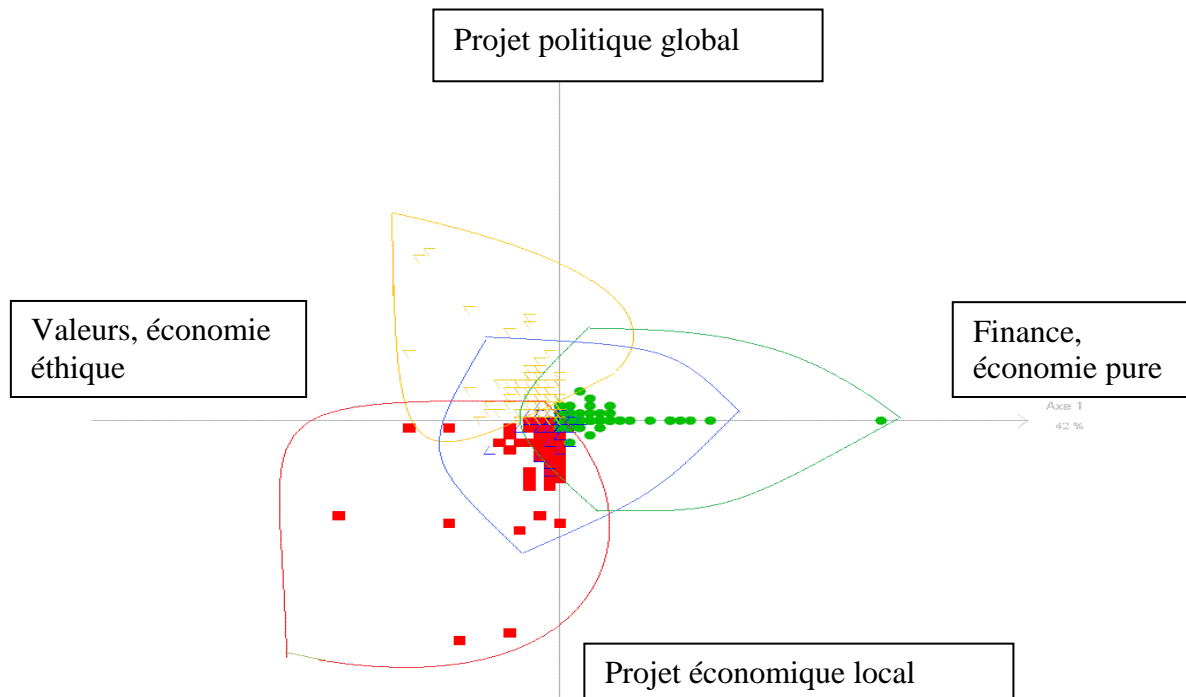 Projet politique global
Valeurs, économie
éthique
Finance,
économie pure
Axe 1
42 %
Projet économique local